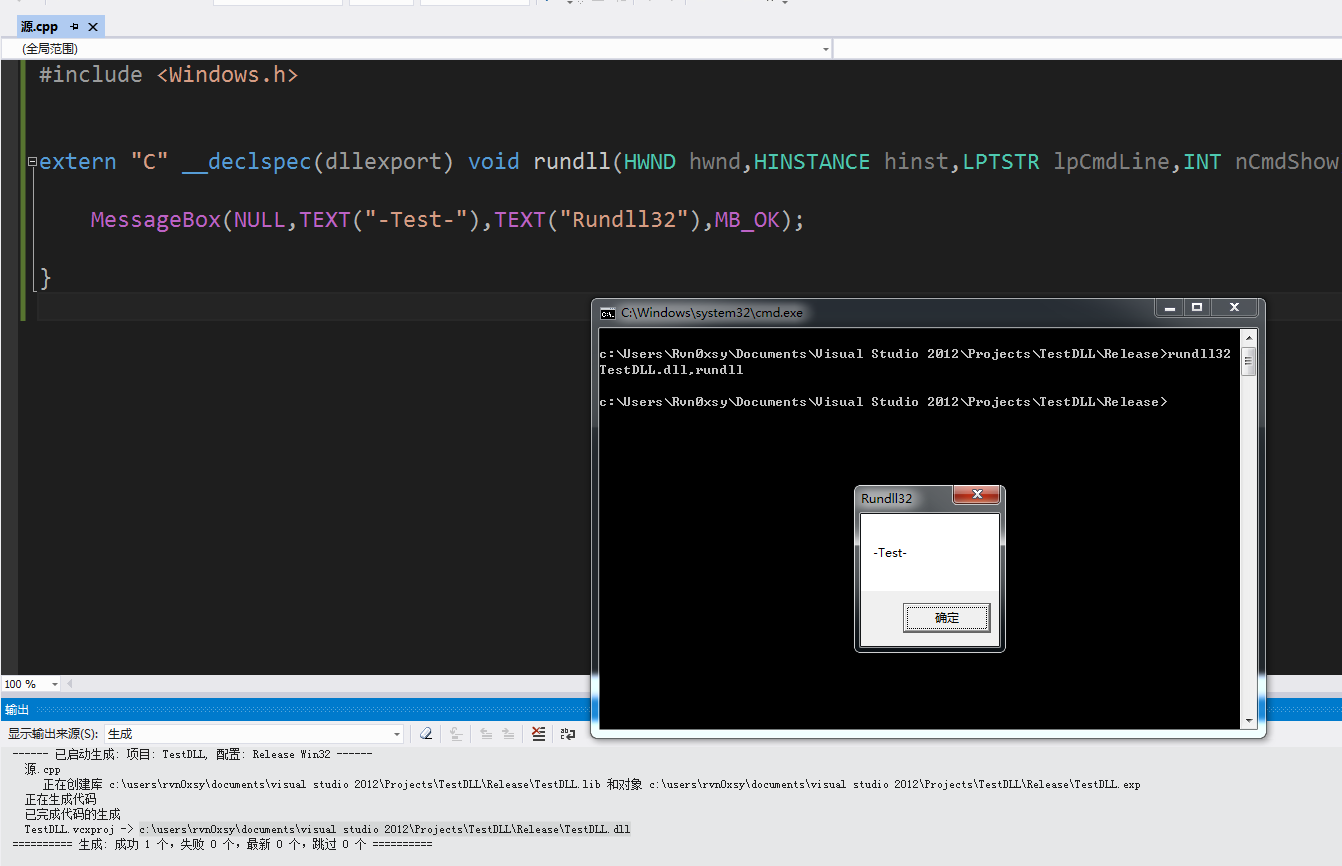 源.cpp
(全局范围)
#include <Windows.h>
extern "C" __declspec(dllexport) void rundll(HWND hwnd,HINSTANCE hinst,LPTSTR lpCmdLine,INT nCmdShow
MessageBox(NULL,TEXT("-Test-"),TEXT("Rundll32"),MB_OK);
}
C:\Windows\system32\cmd.exe
c:\Users\Rvn0xsy\Documents\Visual Studio 2012\Projects\TestDLL\Release>rundll32
TestDLL.dll,rundll
c:\Users\Rvn0xsy\Documents\Visual Studio 2012\Projects\TestDLL\Release>
Rundll32
-Test-
确定
100 %
输出
显示输出来源(S): 生成
------ 已启动生成: 项目: TestDLL, 配置: Release Win32 ------
源.cpp
正在创建库 c:\users\rvn0xsy\documents\visual studio 2012\Projects\TestDLL\Release\TestDLL.lib 和对象 c:\users\rvn0xsy\documents\visual studio 2012\Projects\TestDLL\Release\TestDLL.exp
正在生成代码
已完成代码的生成
TestDLL.vcxproj -> c:\users\rvn0xsy\documents\visual studio 2012\Projects\TestDLL\Release\TestDLL.dll
========== 生成: 成功 1 个，失败 0 个，最新 0 个，跳过 0 个 ==========